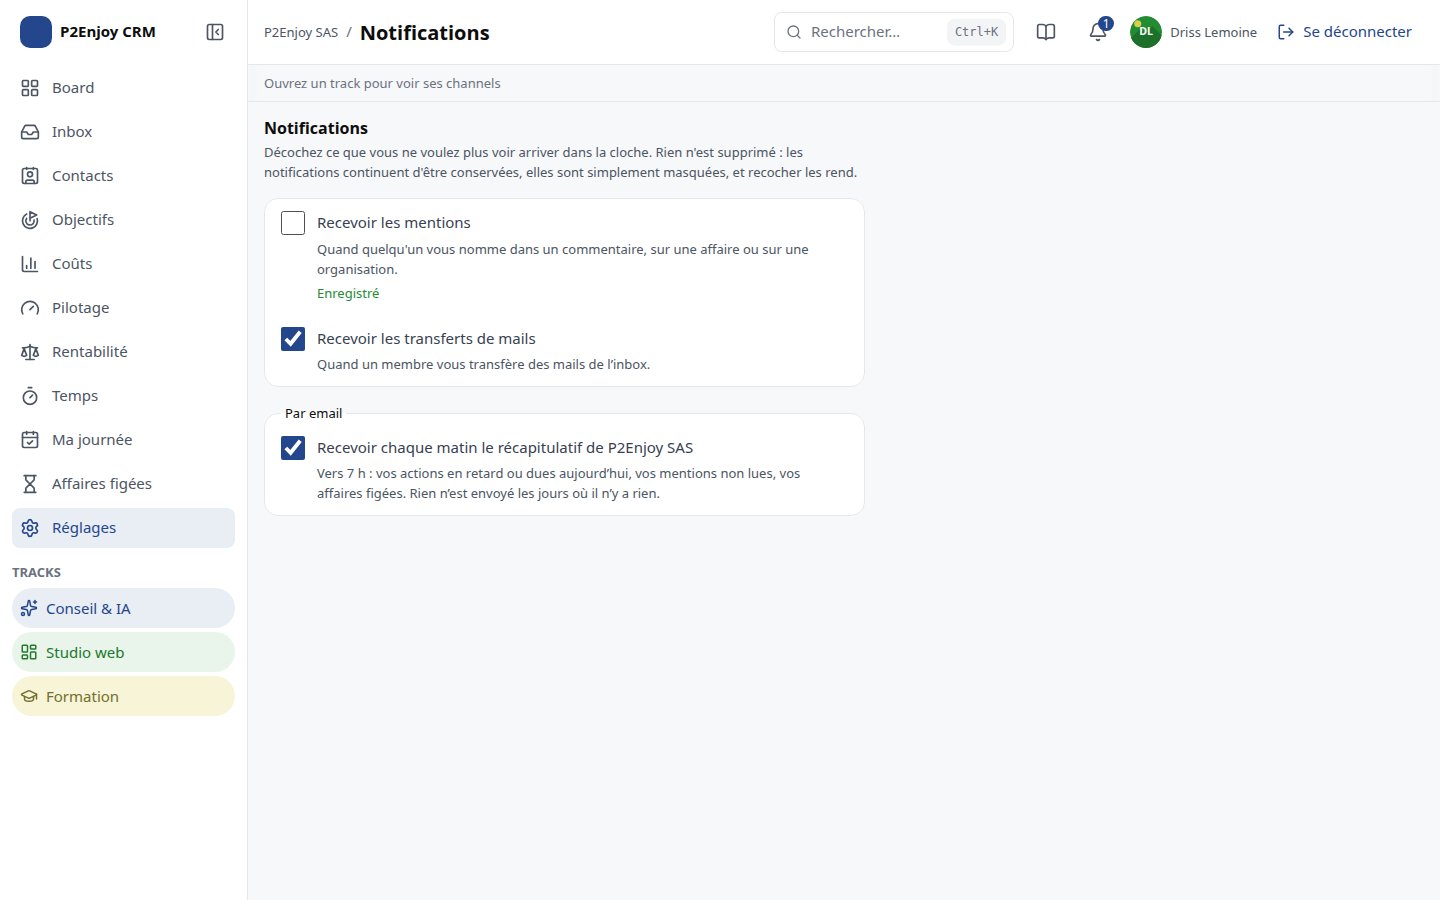 P2Enjoy CRM
P2Enjoy SAS / Notifications
Rechercher...
Ctrl+K
1
DL
Driss Lemoine
Se déconnecter
Board
Inbox
Contacts
Objectifs
Coûts
Pilotage
Rentabilité
Temps
Ma journée
Affaires figées
Réglages
TRACKS
Conseil & IA
Studio web
Formation
Ouvrez un track pour voir ses channels
Notifications
Décochez ce que vous ne voulez plus voir arriver dans la cloche. Rien n'est supprimé : les
notifications continuent d'être conservées, elles sont simplement masquées, et recocher les rend.
Recevoir les mentions
Quand quelqu'un vous nomme dans un commentaire, sur une affaire ou sur une
organisation.
Enregistré
Recevoir les transferts de mails
Quand un membre vous transfère des mails de l’inbox.
Par email
Recevoir chaque matin le récapitulatif de P2Enjoy SAS
Vers 7 h : vos actions en retard ou dues aujourd’hui, vos mentions non lues, vos
affaires figées. Rien n’est envoyé les jours où il n’y a rien.